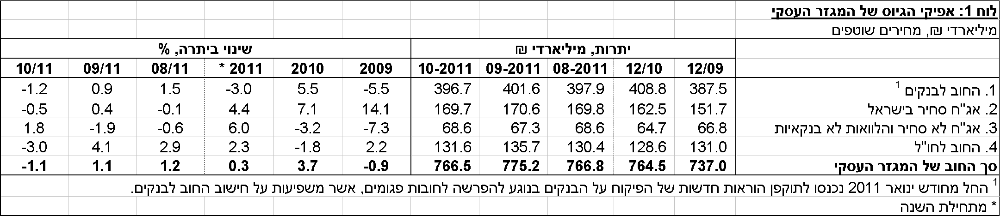 לוח 1: אפיקי הגיוס של המגזר העסקי
מיליארדי ₪, מחירים שוטפים
יתרות, מיליארדי ₪ שינוי ביתרה, %
12/09 12/10 08-2011 09-2011 10-2011 2009 2010 2011 * 08/11 09/11 10/11
1. החוב לבנקים ¹ 387.5 408.8 397.9 401.6 396.7 -5.5 5.5 -3.0 1.5 0.9 -1.2
2. אג"ח סחיר בישראל 151.7 162.5 169.8 170.6 169.7 14.1 7.1 4.4 -0.1 0.4 -0.5
3. אג"ח לא סחיר והלוואות לא בנקאיות 66.8 64.7 68.6 67.3 68.6 -7.3 -3.2 6.0 -0.6 -1.9 1.8
4. החוב לחו"ל 131.0 128.6 130.4 135.7 131.6 2.2 -1.8 2.3 2.9 4.1 -3.0
סך החוב של המגזר העסקי 737.0 764.5 766.8 775.2 766.5 -0.9 3.7 0.3 1.2 1.1 -1.1
¹ החל מחודש ינואר 2011 נכנסו לתוקפן הוראות חדשות של הפיקוח על הבנקים בנוגע להפרשה לחובות פגומים, אשר משפיעות על חישוב החוב לבנקים.
* מתחילת השנה